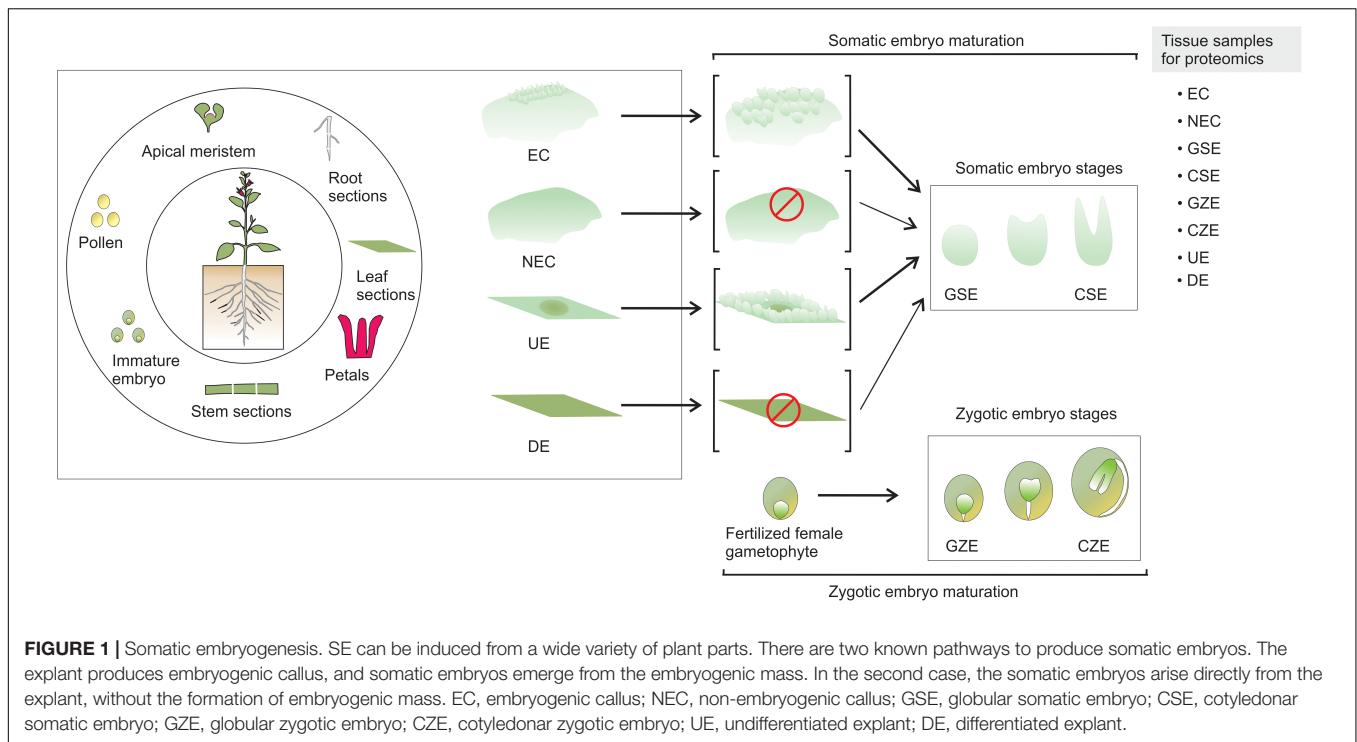 Somatic embryo maturation
Tissue samples
for proteomics
• EC
• NEC
• GSE
• CSE
• GZE
• CZE
• UE
• DE
Apical meristem
Root
sections
Pollen
Leaf
sections
Immature
embryo
Petals
Stem sections
EC
NEC
UE
DE
Somatic embryo stages
GSE
CSE
Zygotic embryo stages
Fertilized female
gametophyte
GZE
CZE
Zygotic embryo maturation
FIGURE 1 | Somatic embryogenesis. SE can be induced from a wide variety of plant parts. There are two known pathways to produce somatic embryos. The
explant produces embryogenic callus, and somatic embryos emerge from the embryogenic mass. In the second case, the somatic embryos arise directly from the
explant, without the formation of embryogenic mass. EC, embryogenic callus; NEC, non-embryogenic callus; GSE, globular somatic embryo; CSE, cotyledonar
somatic embryo; GZE, globular zygotic embryo; CZE, cotyledonar zygotic embryo; UE, undifferentiated explant; DE, differentiated explant.